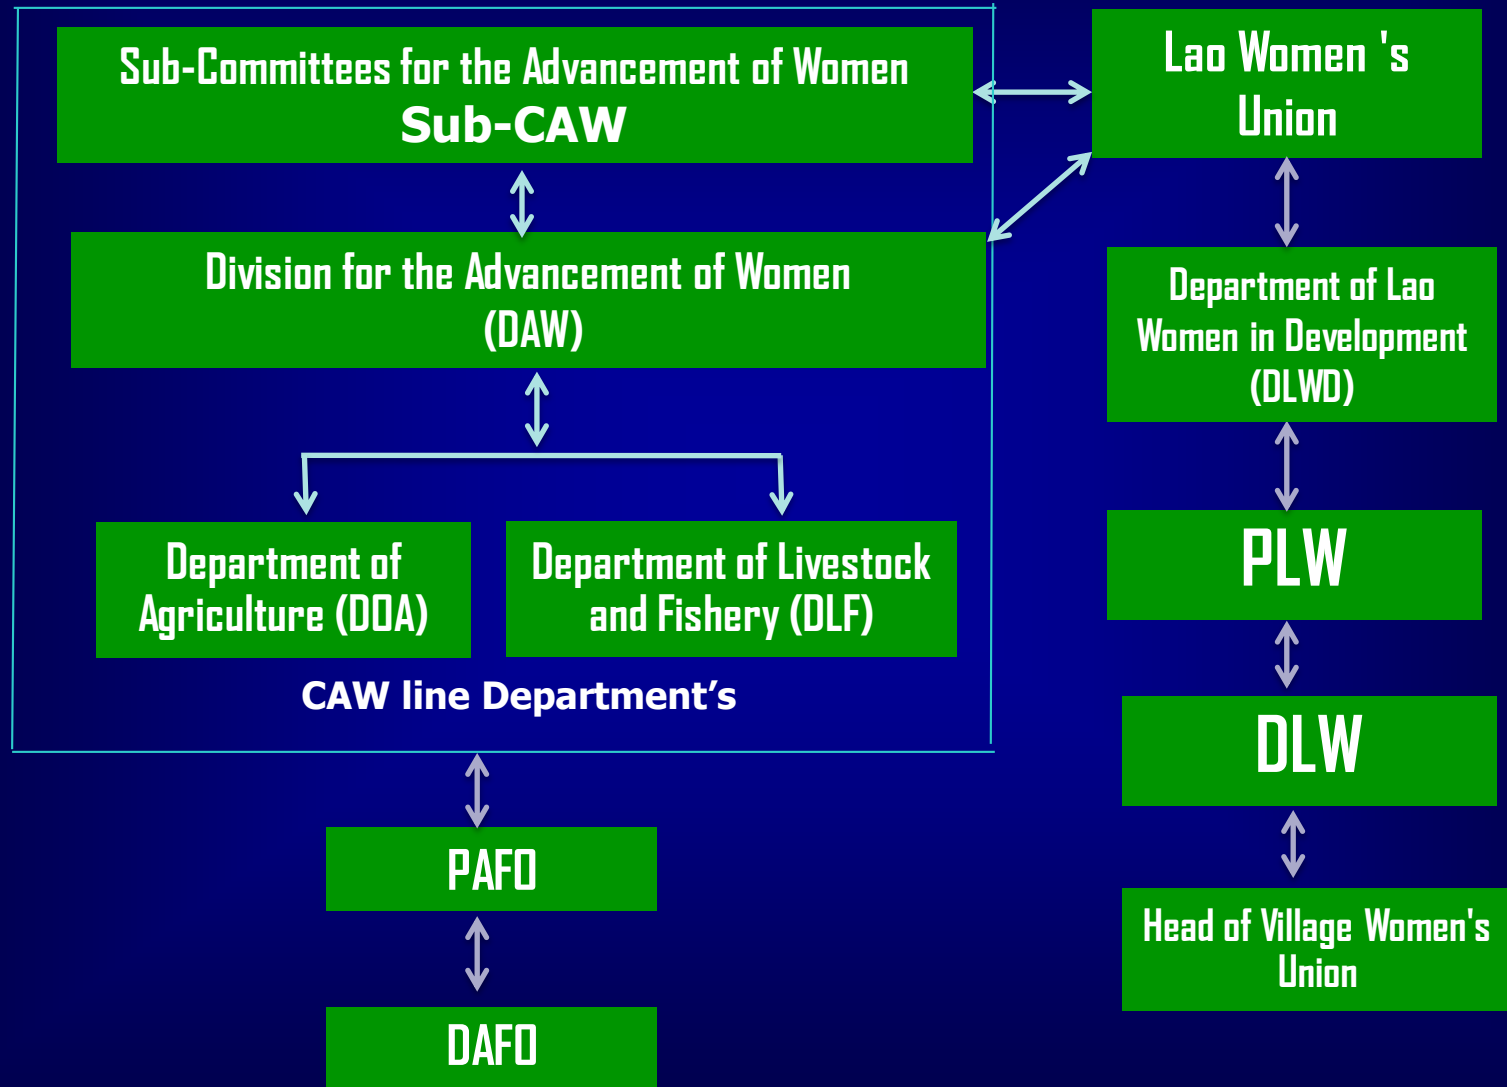 Sub-Committees for the Advancement of Women
Sub-CAW
Lao Women 's
Union
Division for the Advancement of Women
(DAW)
Department of Lao
Women in Development
(DLWD)
Department of
Agriculture (DOA)
Department of Livestock
and Fishery (DLF)
PLW
CAW line Department’s
DLW
PAFO
Head of Village Women's
Union
DAFO